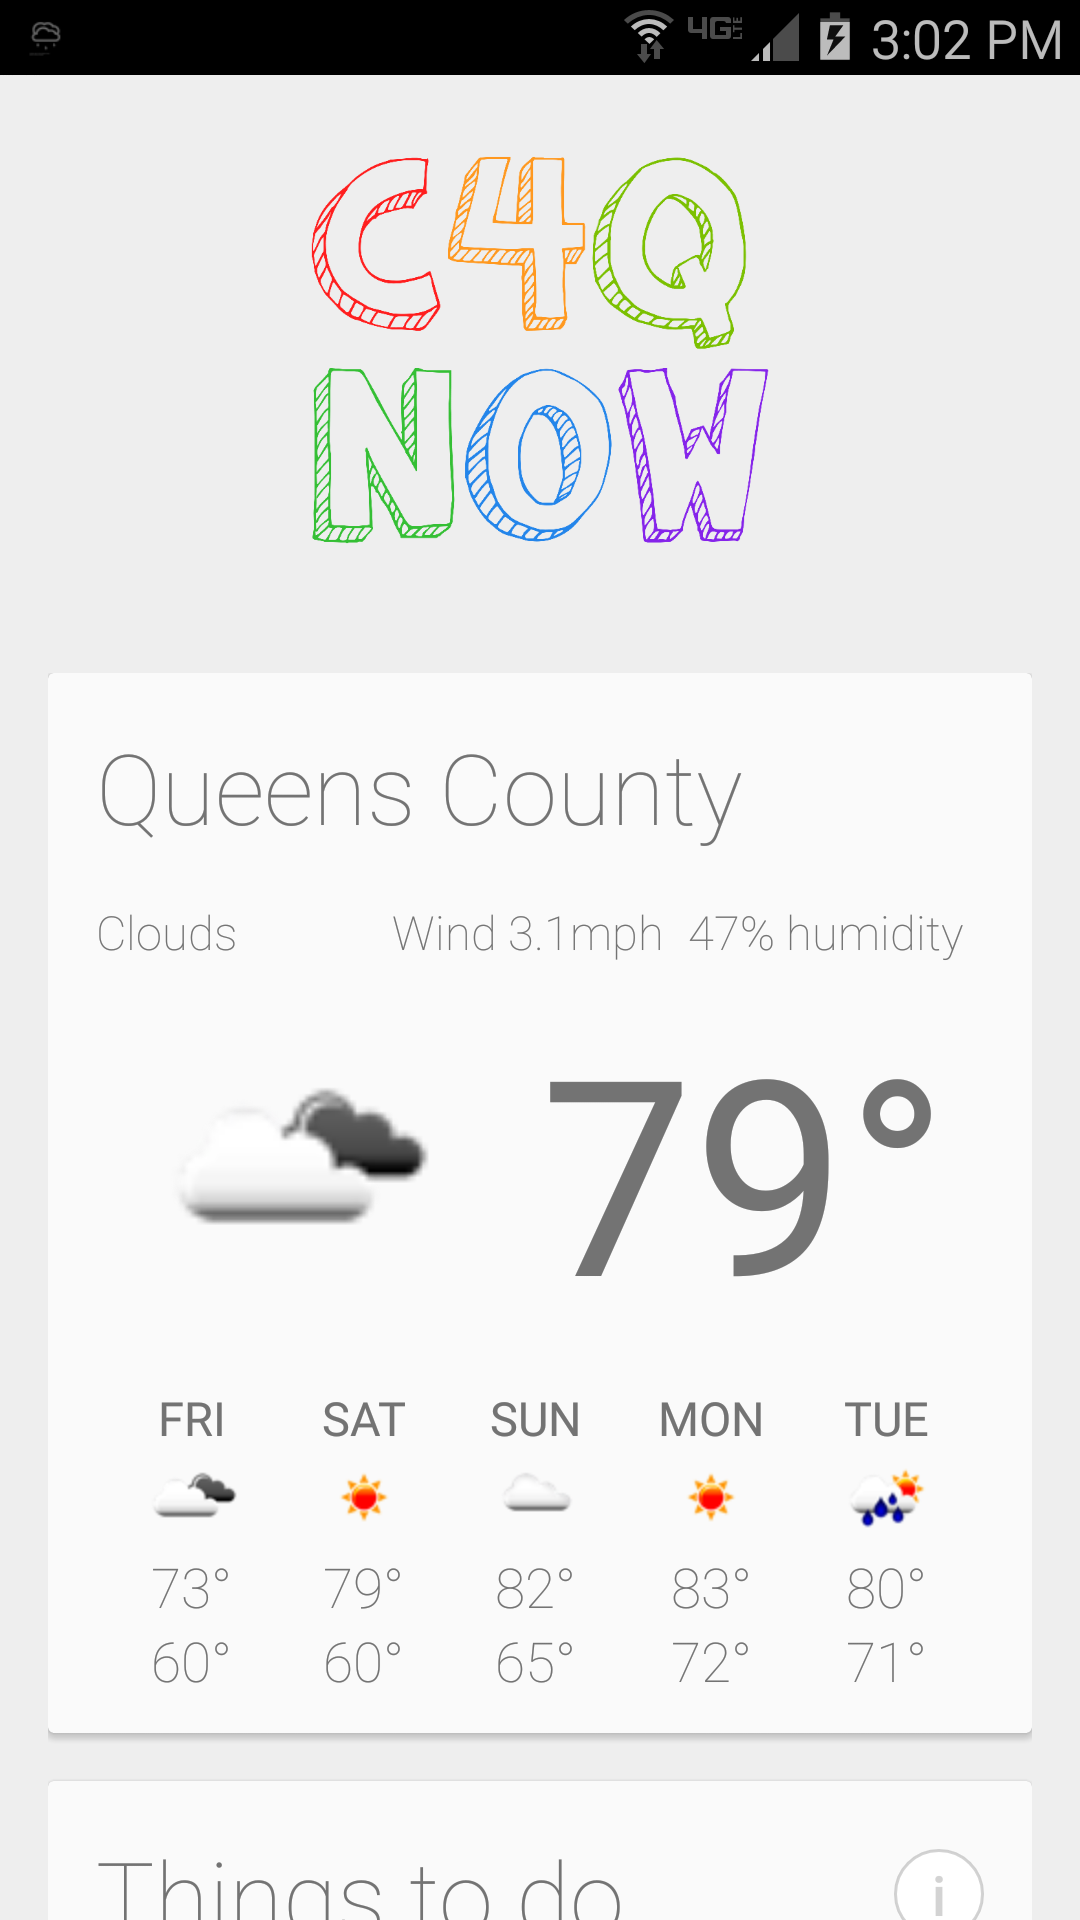 4G LTE 3:02 PM
C4Q
NOW
Queens County
Clouds Wind 3.1mph 47% humidity
79°
FRI SAT SUN MON TUE
73° 79° 82° 83° 80°
60° 60° 65° 72° 71°
Things to do i